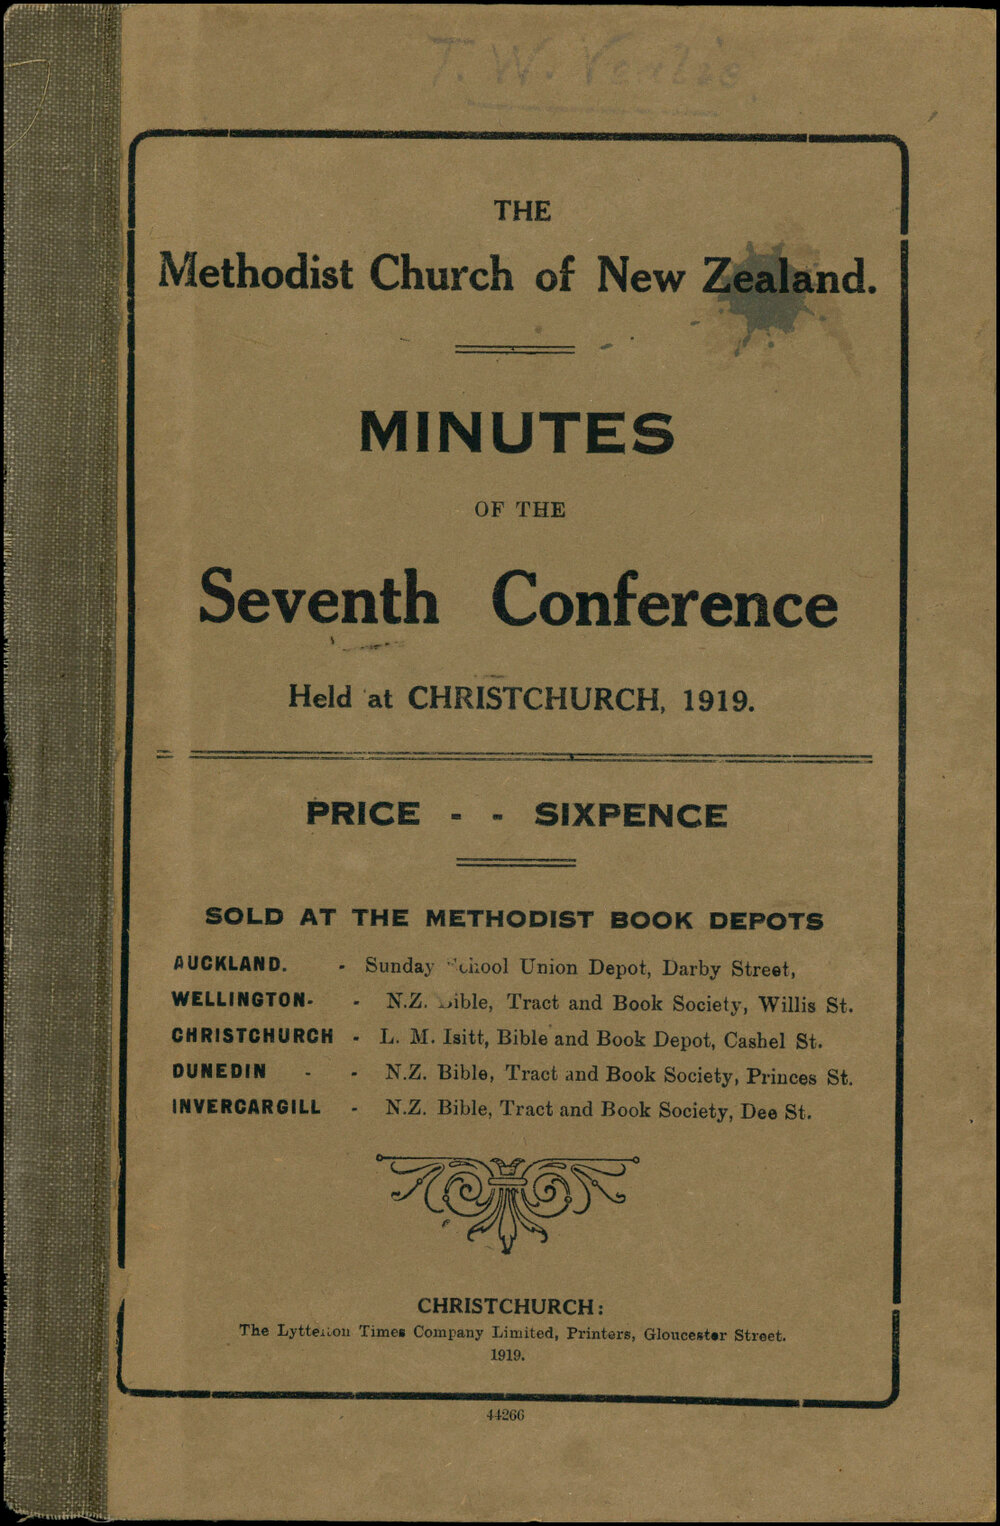 T. W.
THE
Methodist Church of New Zealand.
MINUTES
OF THE
Seventh Conference
Held at CHRISTCHURCH, 1919.
PRICE - - SIXPENCE
SOLD AT THE METHODIST BOOK DEPOTS
AUCKLAND. - Sunday School Union Depot, Darby Street,
WELLINGTON- - N.Z. Bible, Tract and Book Society, Willis St.
CHRISTCHURCH - L. M. Isitt, Bible and Book Depot, Cashel St.
DUNEDIN - - N.Z. Bible, Tract and Book Society, Princes St.
INVERCARGILL - N.Z. Bible, Tract and Book Society, Dee St.
CHRISTCHURCH:
The Lyttelton Times Company Limited, Printers, Gloucester Street.
1919.
44266